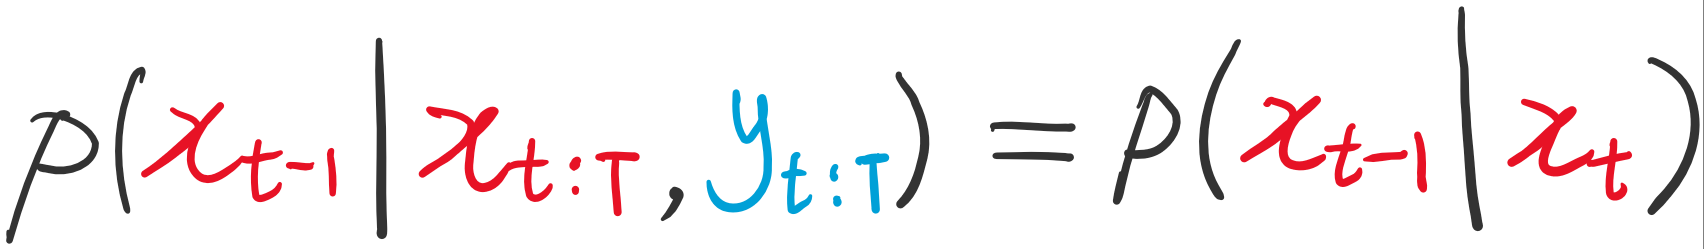 p(x_{t-1} | x_{t:T}, y_{t:T}) = p(x_{t-1} | x_t)